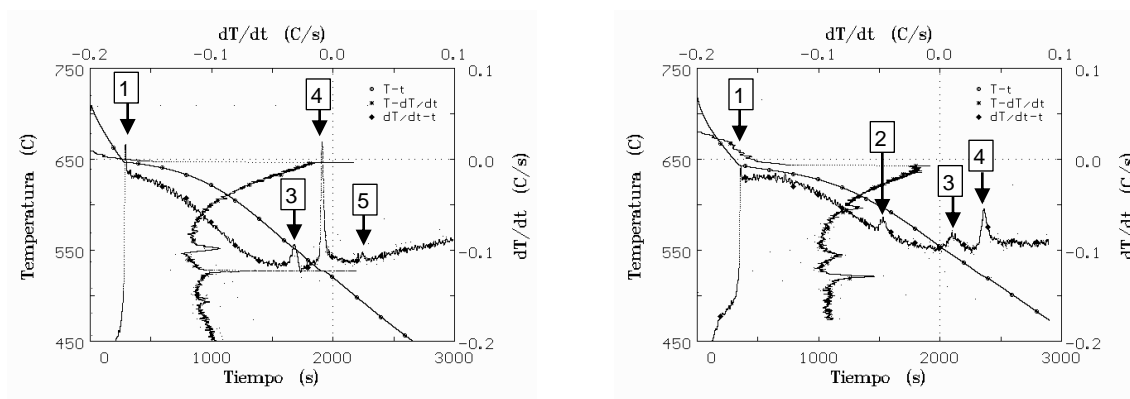 dT/dt (C/s)
-0.2 -0.1 0.0 0.1
750 0.1
1 4
T-t
T-dT/dt
dT/dt-t
650 0.0
3 5
550 -0.1
450 -0.2
0 1000 2000 3000
Tiempo (s)
Temperatura (C)
dT/dt (C/s)
dT/dt (C/s)
-0.2 -0.1 0.0 0.1
750 0.1
1
T-t
T-dT/dt
dT/dt-t
650 0.0
2 3 4
550 -0.1
450 -0.2
0 1000 2000 3000
Tiempo (s)
Temperatura (C)
dT/dt (C/s)